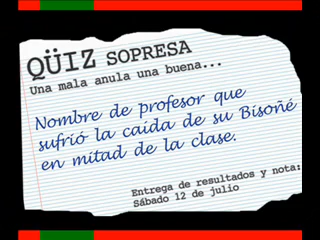 QÜIZ SOPRESA
Una mala anula una buena...
Nombre de profesor que
sufrió la caida de su Bisoñé
en mitad de la clase.
Entrega de resultados y nota:
Sábado 12 de julio